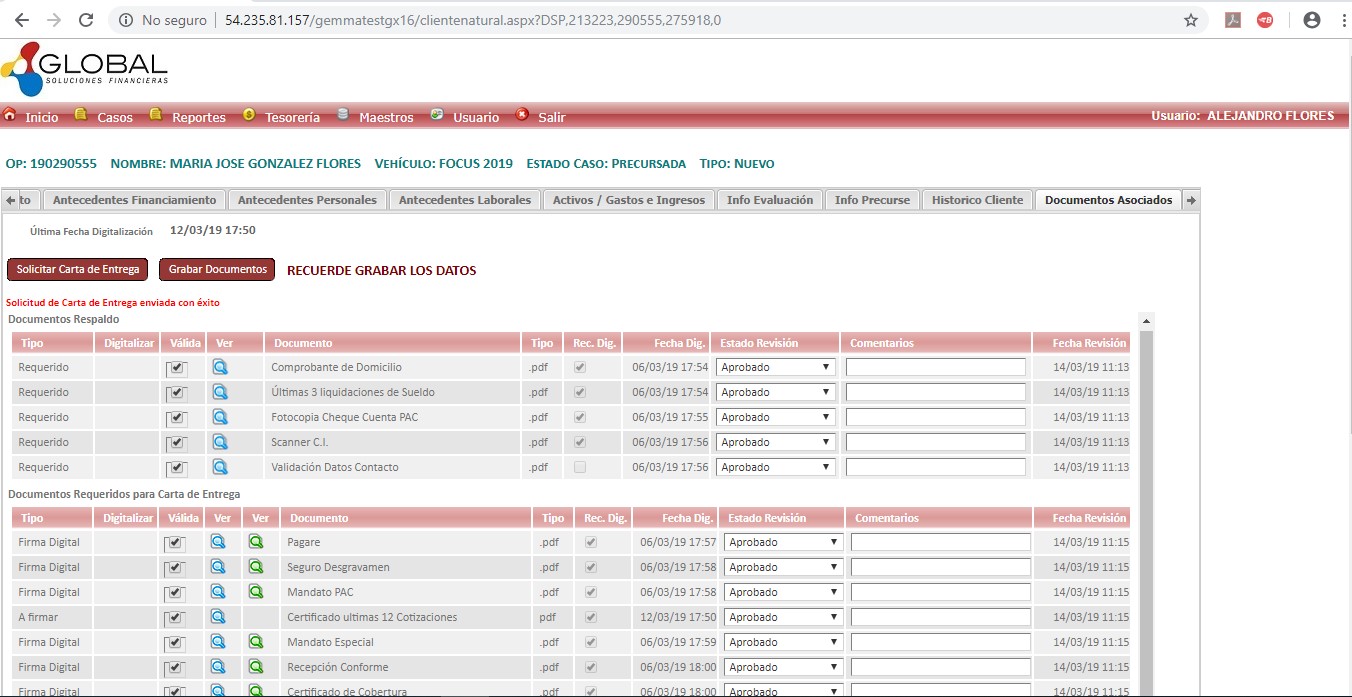 No seguro | 54.235.81.157/gemmatestgx16/clientenatural.aspx?DSP,213223,290555,275918,0
GLOBAL
SOLUCIONES FINANCIERAS
Inicio Casos Reportes Tesorería Maestros Usuario Salir Usuario: ALEJANDRO FLORES
OP: 190290555 NOMBRE: MARIA JOSE GONZALEZ FLORES VEHÍCULO: FOCUS 2019 ESTADO CASO: PRECURSADA TIPO: NUEVO
to Antecedentes Financiamiento Antecedentes Personales Antecedentes Laborales Activos / Gastos e Ingresos Info Evaluación Info Precurse Historico Cliente Documentos Asociados
Última Fecha Digitalización 12/03/19 17:50
Solicitar Carta de Entrega Grabar Documentos RECUERDE GRABAR LOS DATOS
Solicitud de Carta de Entrega enviada con éxito
Documentos Respaldo
Tipo Digitalizar Válida Ver Documento Tipo Rec. Dig. Fecha Dig. Estado Revisión Comentarios Fecha Revisión
Requerido Comprobante de Domicilio .pdf 06/03/19 17:54 Aprobado 14/03/19 11:13
Requerido Últimas 3 liquidaciones de Sueldo .pdf 06/03/19 17:54 Aprobado 14/03/19 11:13
Requerido Fotocopia Cheque Cuenta PAC .pdf 06/03/19 17:55 Aprobado 14/03/19 11:13
Requerido Scanner C.I. .pdf 06/03/19 17:56 Aprobado 14/03/19 11:13
Requerido Validación Datos Contacto .pdf 06/03/19 17:56 Aprobado 14/03/19 11:13
Documentos Requeridos para Carta de Entrega
Tipo Digitalizar Válida Ver Ver Documento Tipo Rec. Dig. Fecha Dig. Estado Revisión Comentarios Fecha Revisión
Firma Digital Pagare .pdf 06/03/19 17:57 Aprobado 14/03/19 11:15
Firma Digital Seguro Desgravamen .pdf 06/03/19 17:58 Aprobado 14/03/19 11:15
Firma Digital Mandato PAC .pdf 06/03/19 17:58 Aprobado 14/03/19 11:15
A firmar Certificado ultimas 12 Cotizaciones pdf 12/03/19 17:50 Aprobado 14/03/19 11:15
Firma Digital Mandato Especial .pdf 06/03/19 17:59 Aprobado 14/03/19 11:15
Firma Digital Recepción Conforme .pdf 06/03/19 18:00 Aprobado 14/03/19 11:15
Firma Digital Certificado de Cobertura .pdf 06/03/19 18:00 Aprobado 14/03/19 11:15